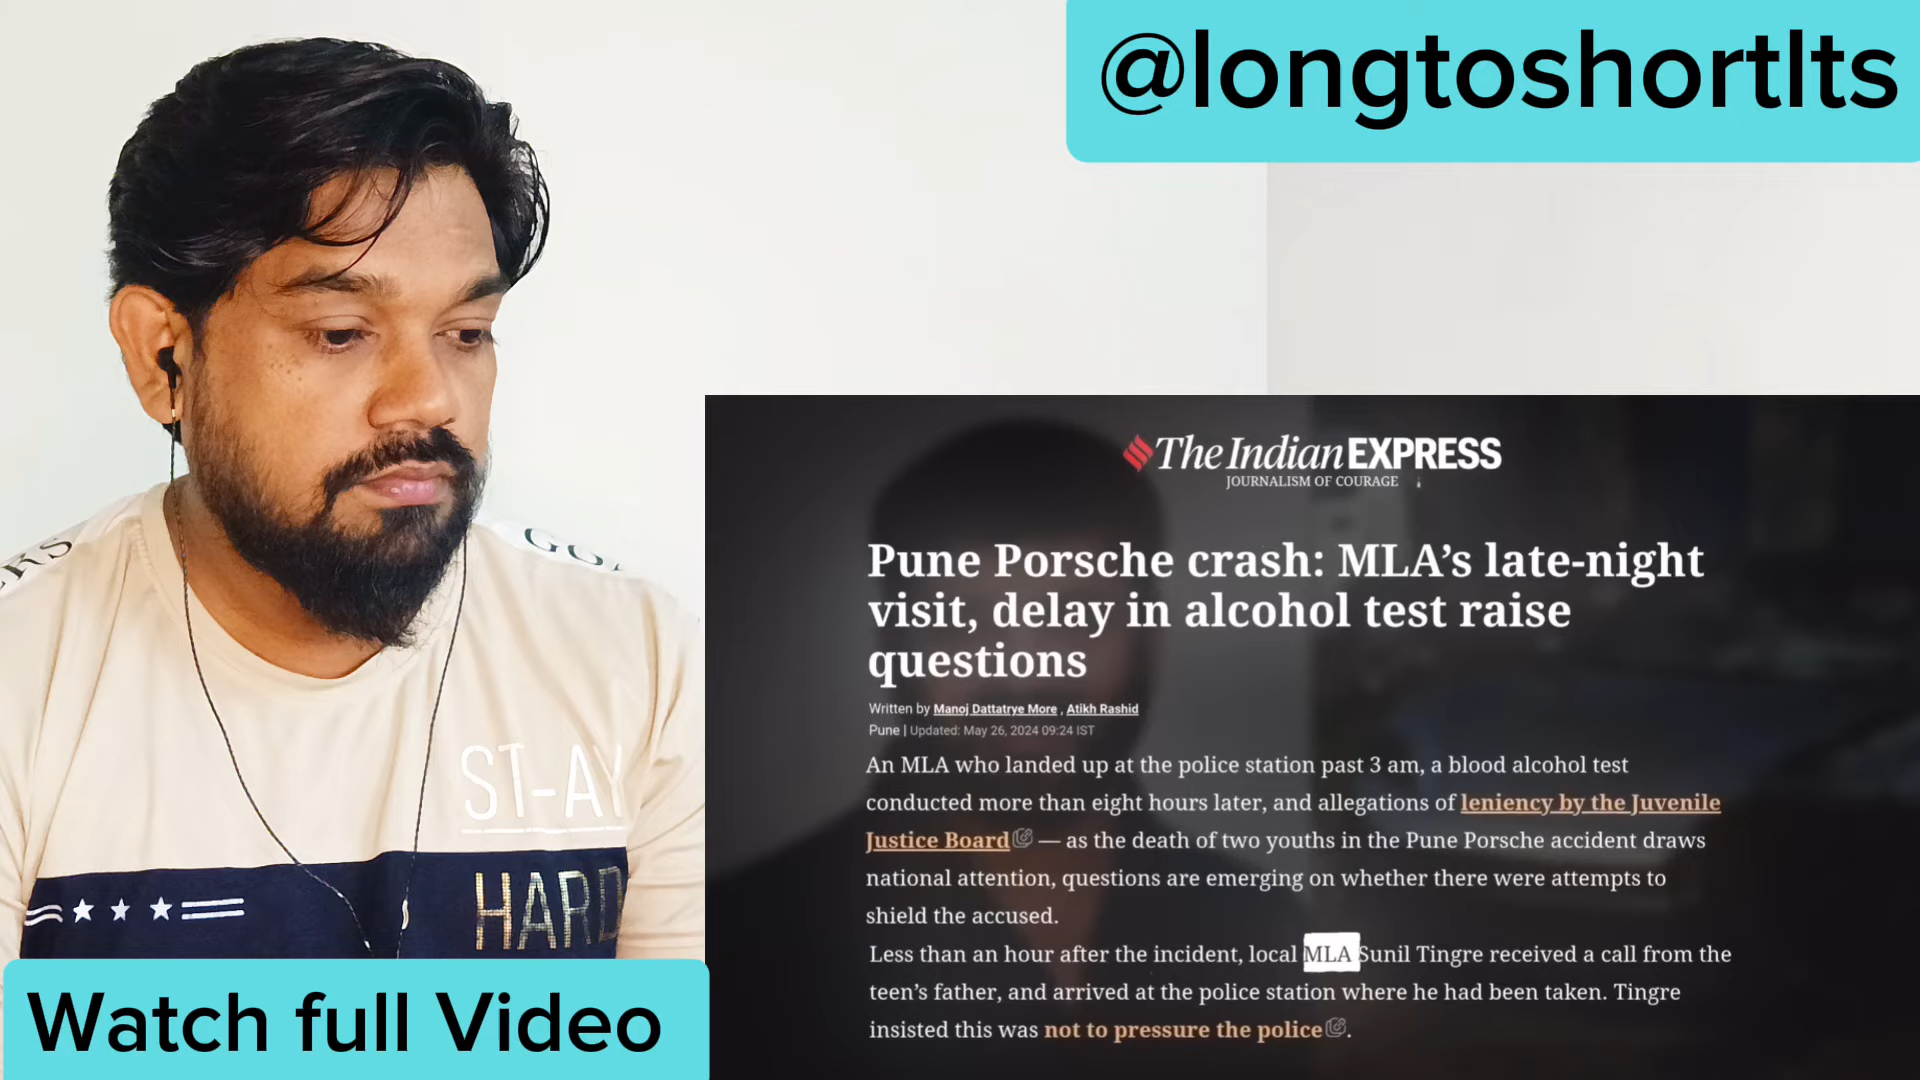 @longtoshortlts
The Indian EXPRESS
JOURNALISM OF COURAGE
Pune Porsche crash: MLA’s late-night
visit, delay in alcohol test raise
questions
Written by Manoj Dattatrye More , Atikh Rashid
Pune | Updated: May 26, 2024 09:24 IST
An MLA who landed up at the police station past 3 am, a blood alcohol test
conducted more than eight hours later, and allegations of leniency by the Juvenile
Justice Board — as the death of two youths in the Pune Porsche accident draws
national attention, questions are emerging on whether there were attempts to
shield the accused.
Less than an hour after the incident, local MLA Sunil Tingre received a call from the
teen’s father, and arrived at the police station where he had been taken. Tingre
insisted this was not to pressure the police.
ST-AY
HARD
Watch full Video